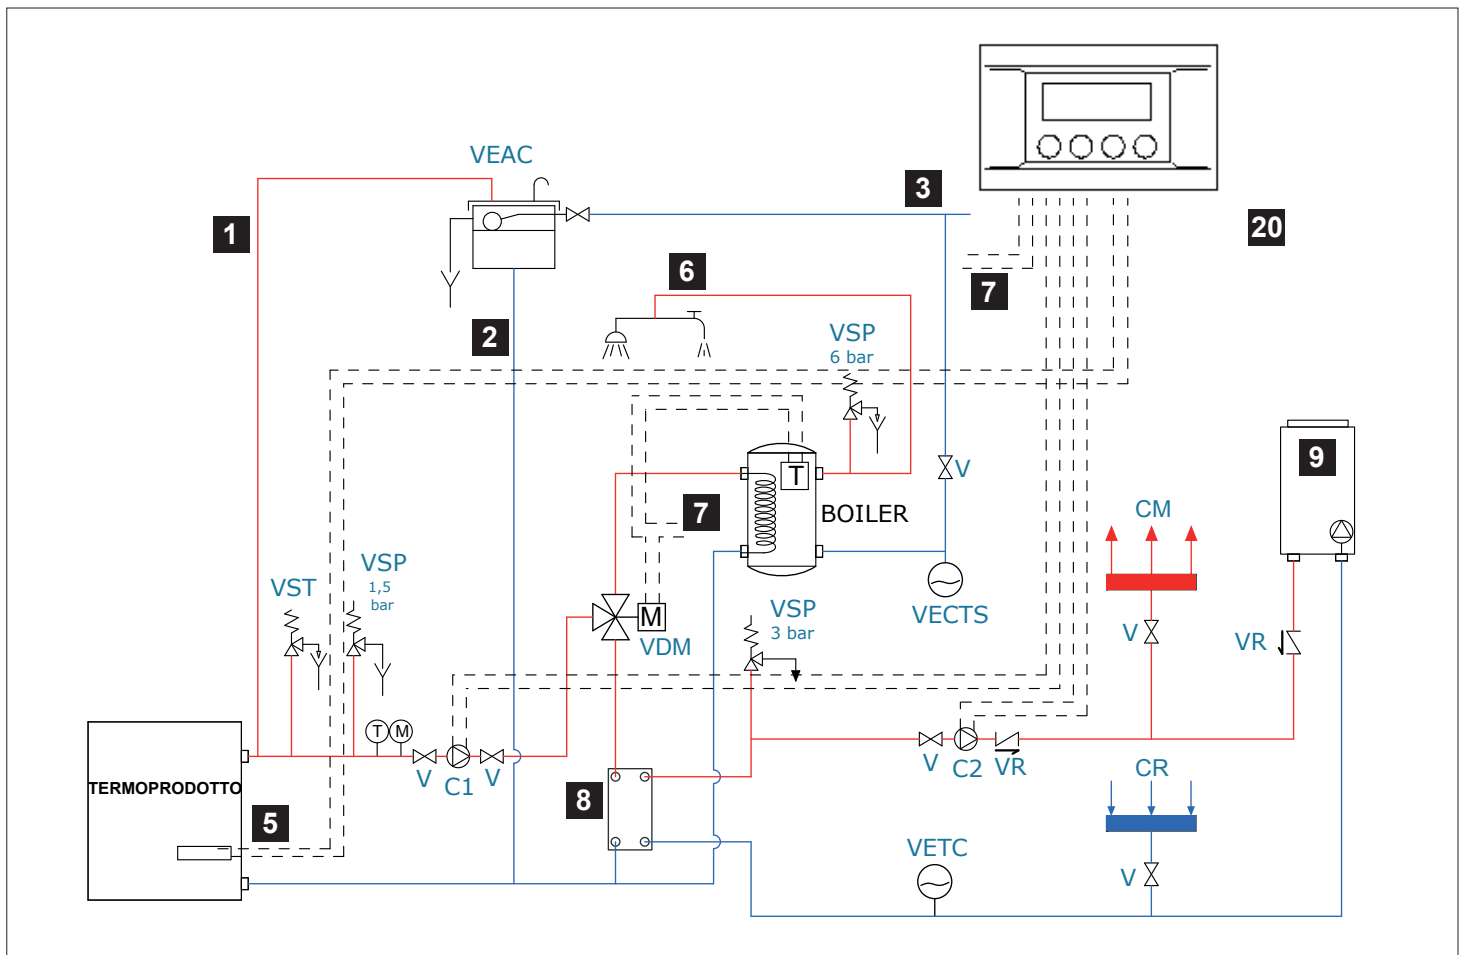 VEAC
3
1
20
6
7
2
VSP
6 bar
9
V
T
CM
7
BOILER
VSP
1,5
bar
VST
VSP
3 bar
VECTS
M
VDM
V
VR
T M
TERMOPRODOTTO
V C1 V
V C2 VR
CR
8
5
VETC
V